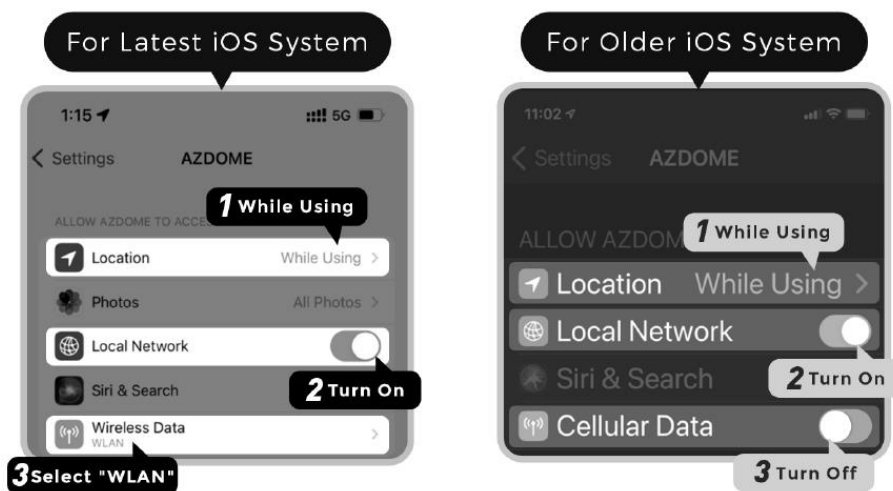 For Latest iOS System
1:15 5G
Settings AZDOME
1 While Using
ALLOW AZDOME TO ACCE
Location While Using
Photos All Photos
Local Network
2 Turn On
Siri & Search
Wireless Data
WLAN
3 Select "WLAN"
For Older iOS System
11:02
Settings AZDOME
1 While Using
ALLOW AZDOM
Location While Using
Local Network
2 Turn On
Siri & Search
Cellular Data
3 Turn Off